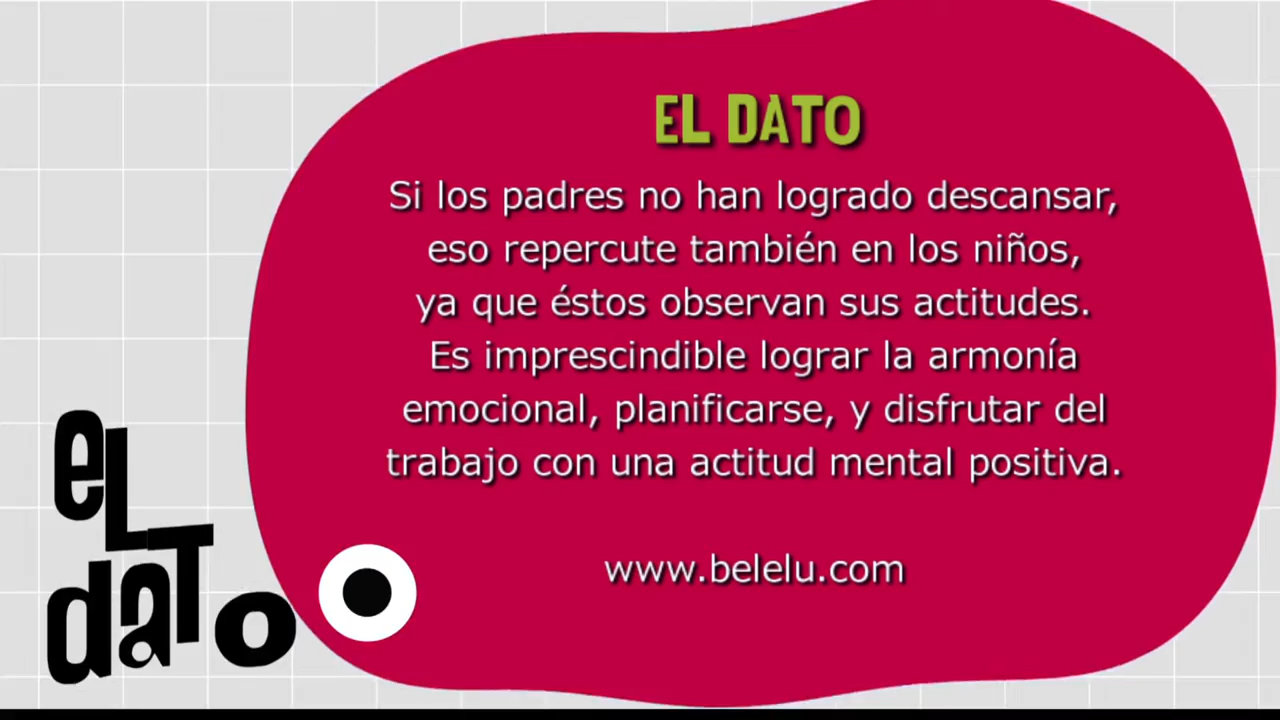 EL DATO
Si los padres no han logrado descansar,
eso repercute también en los niños,
ya que éstos observan sus actitudes.
Es imprescindible lograr la armonía
emocional, planificarse, y disfrutar del
trabajo con una actitud mental positiva.
www.belelu.com
eL
daTo